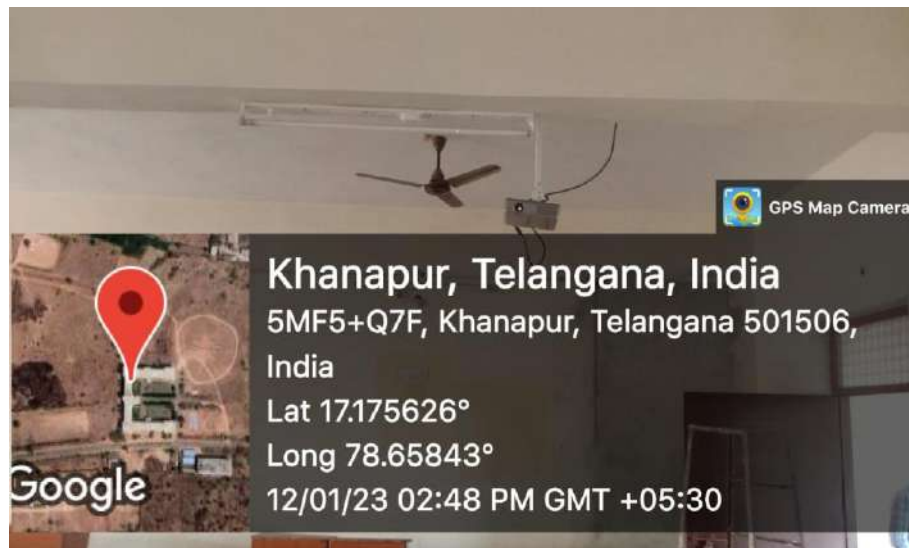 GPS Map Camera
Khanapur, Telangana, India
5MF5+Q7F, Khanapur, Telangana 501506,
India
Lat 17.175626°
Long 78.65843°
12/01/23 02:48 PM GMT +05:30
Google